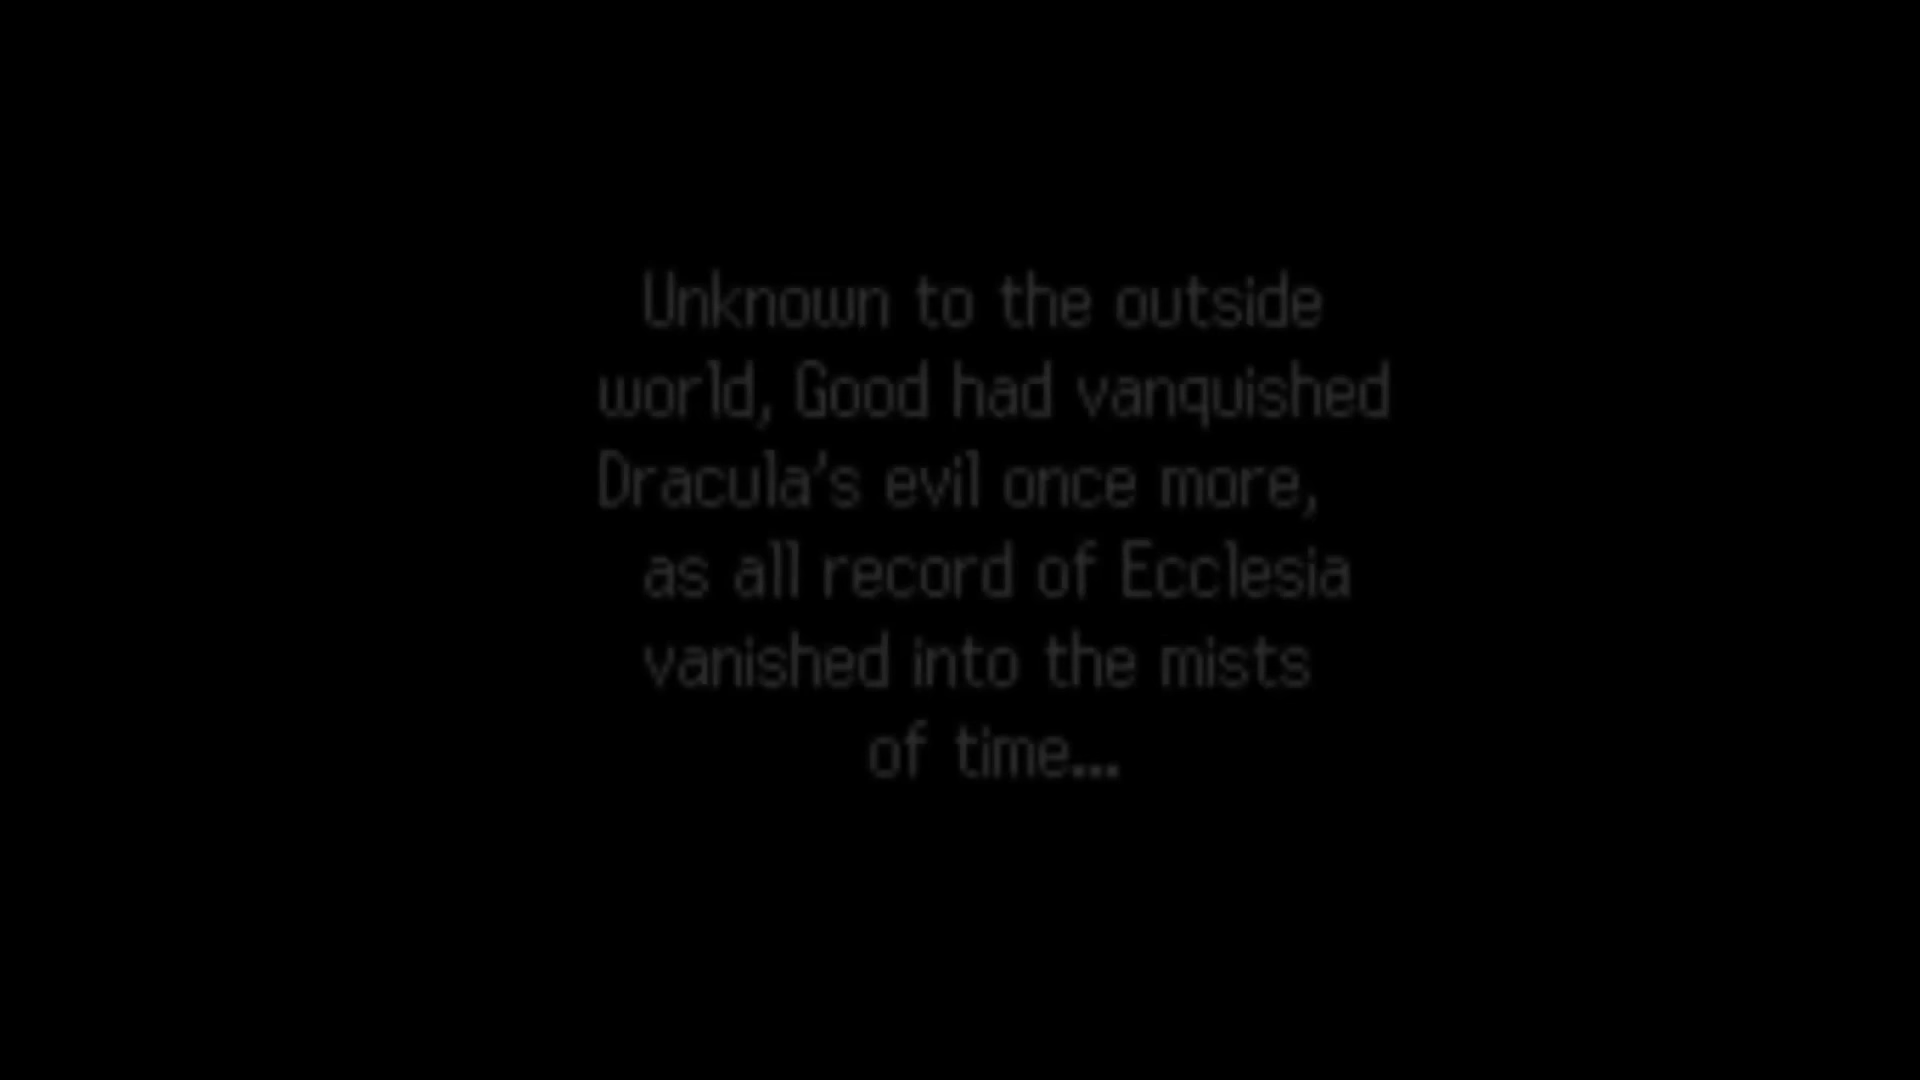 Unknown to the outside
world, Good had vanquished
Dracula's evil once more,
as all record of Ecclesia
vanished into the mists
of time...